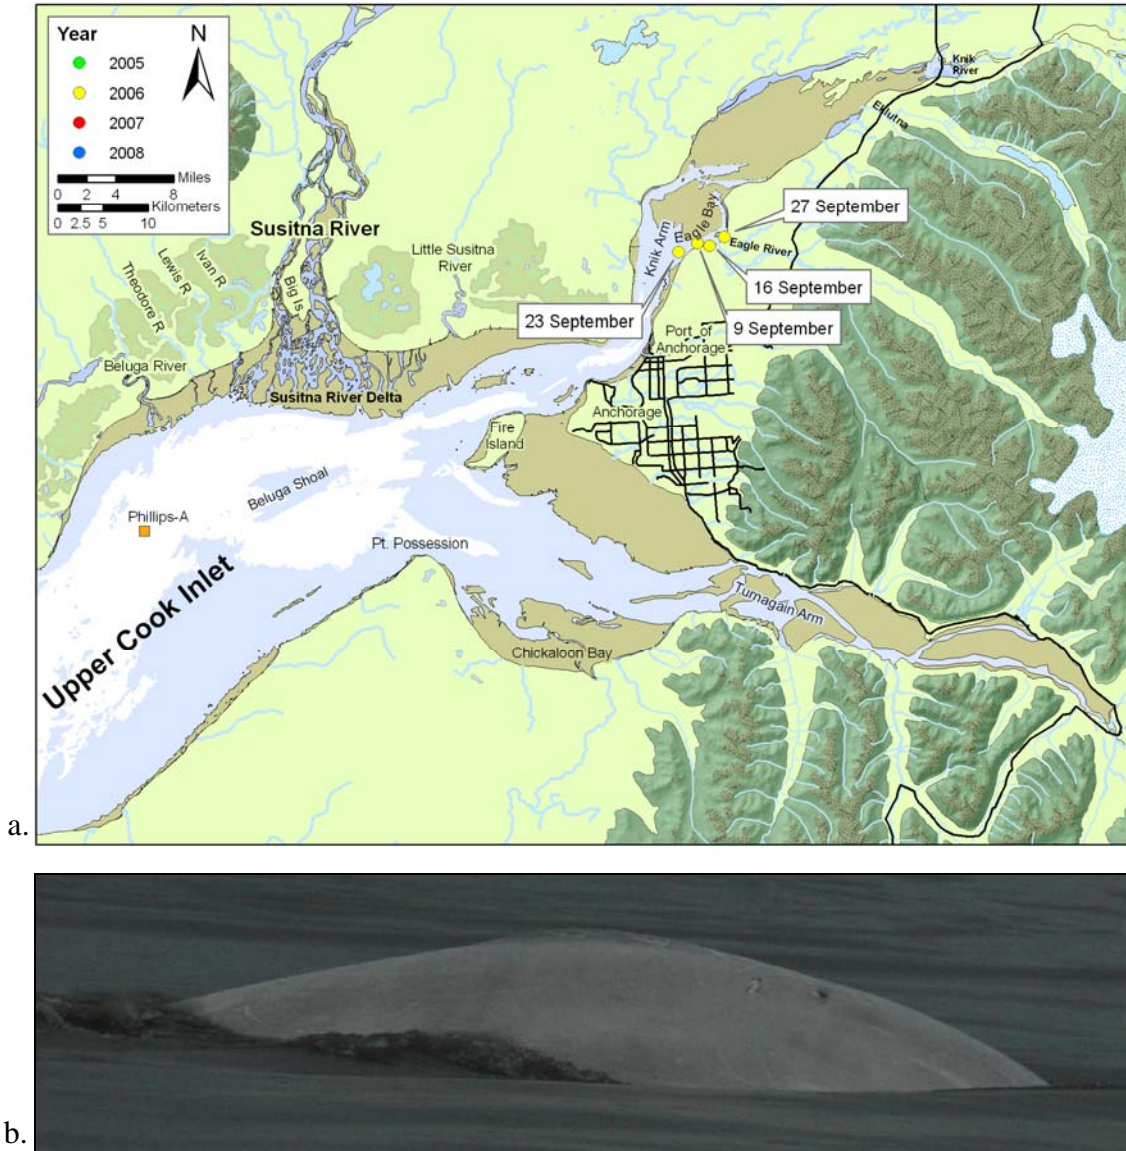 Year
2005
2006
2007
2008
N
Miles
0 2 4 8
Kilometers
0 2.5 5 10
Susitna River
Theodore R
Lewis R
Ivan R
Big Is
Little Susitna
River
Beluga River
Susitna River Delta
Knik
River
Eklutna
Knik Arm
Eagle Bay
Eagle River
27 September
16 September
23 September
9 September
Port of
Anchorage
Anchorage
Fire
Island
Beluga Shoal
Phillips-A
Pt. Possession
Upper Cook Inlet
Turnagain Arm
Chickaloon Bay
a.
b.